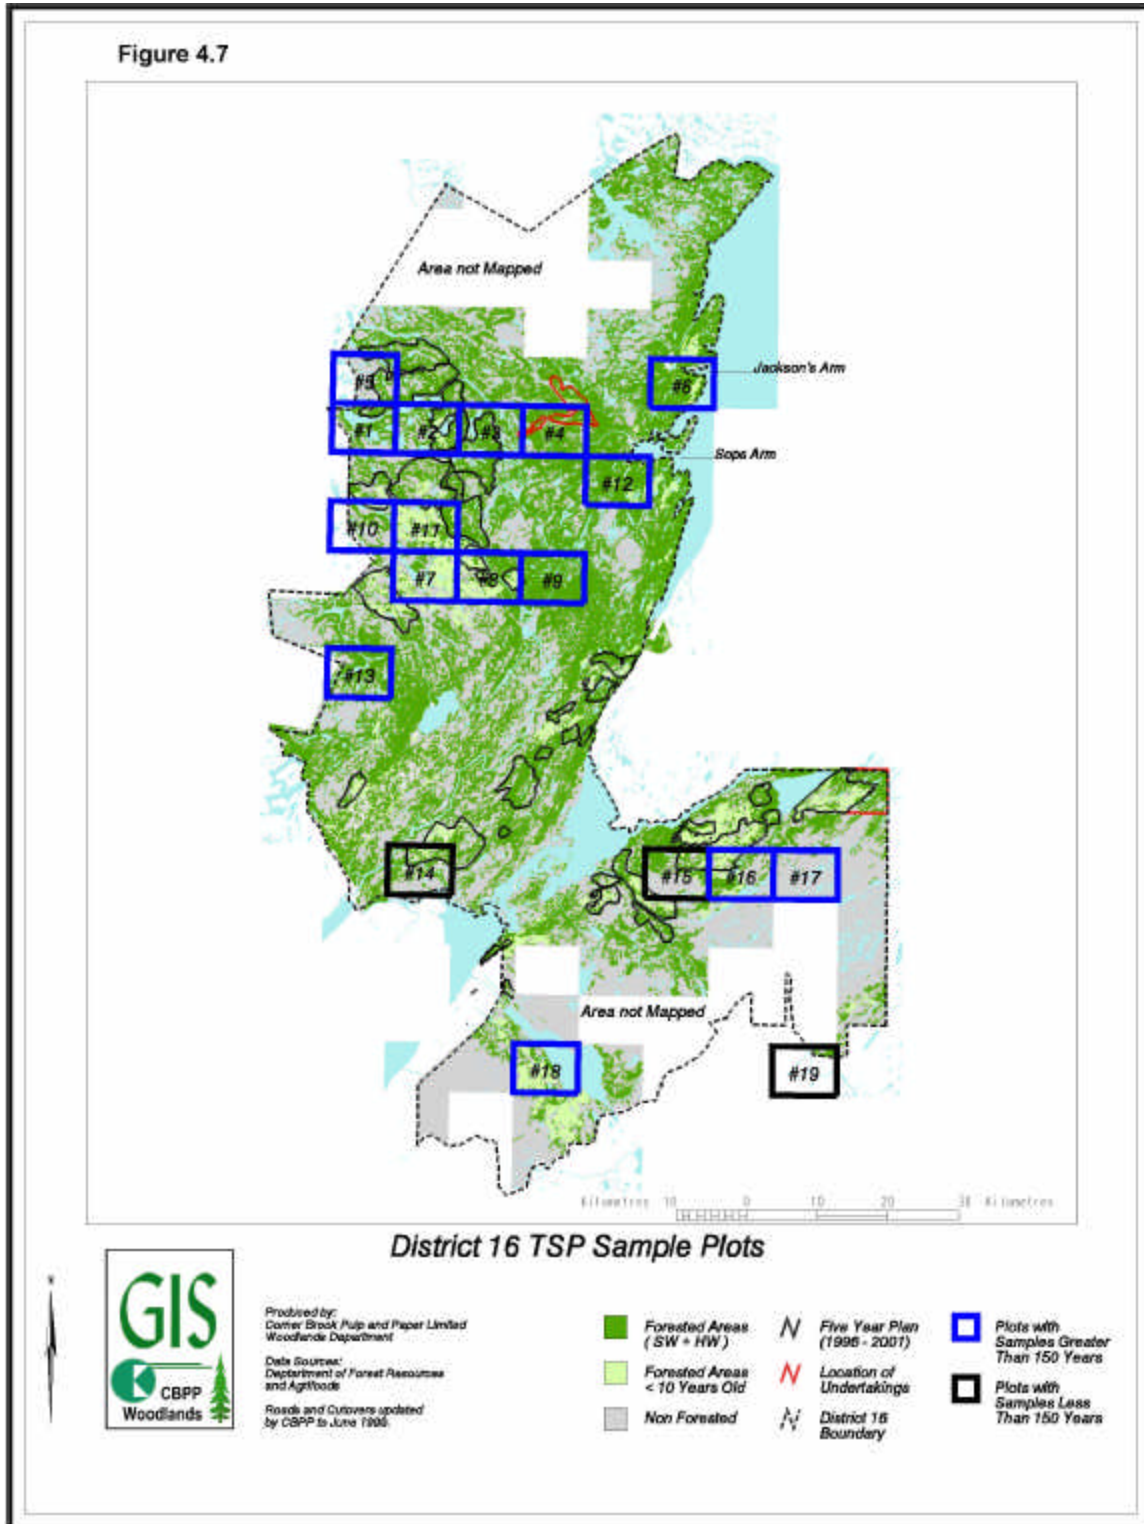 Figure 4.7
Area not Mapped
Jackson's Arm
#5
#6
#1
#2
#3
#4
Sops Arm
#12
#10
#11
#7
#8
#9
#13
#14
#15
#16
#17
Area not Mapped
#18
#19
Kilometres 10 0 10 20 30 Kilometres
District 16 TSP Sample Plots
N
GIS
CBPP
Woodlands
Produced by:
Corner Brook Pulp and Paper Limited
Woodlands Department
Data Sources:
Deptartment of Forest Resources
and Agrifoods
Roads and Cutovers updated
by CBPP to June 1998.
Forested Areas
( SW + HW )
Forested Areas
< 10 Years Old
Non Forested
Five Year Plan
(1996 - 2001)
Location of
Undertakings
District 16
Boundary
Plots with
Samples Greater
Than 150 Years
Plots with
Samples Less
Than 150 Years